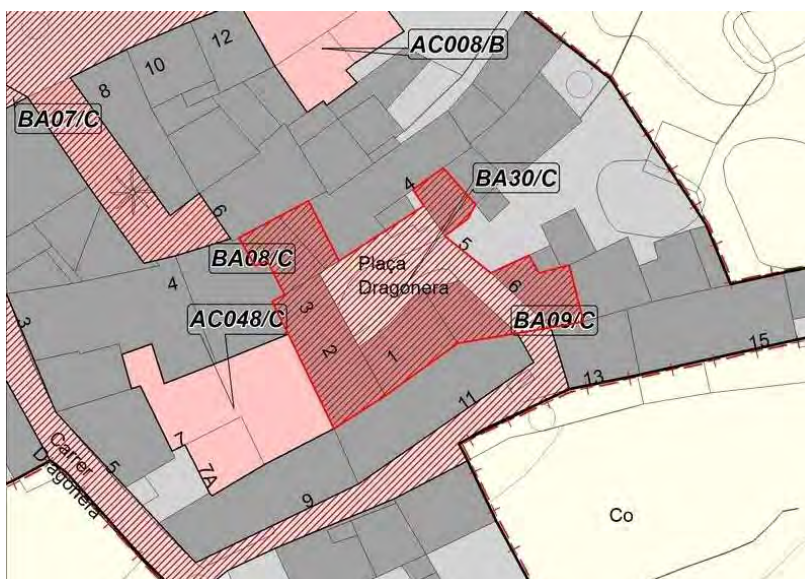 AC008/B
12
10
8
BA07/C
4
BA30/C
6
5
BA08/C
Plaça
Dragonera
6
4
3
AC048/C
BA09/C
3
2
1
15
13
11
7
7A
Carrer
Dragonera
5
9
Co